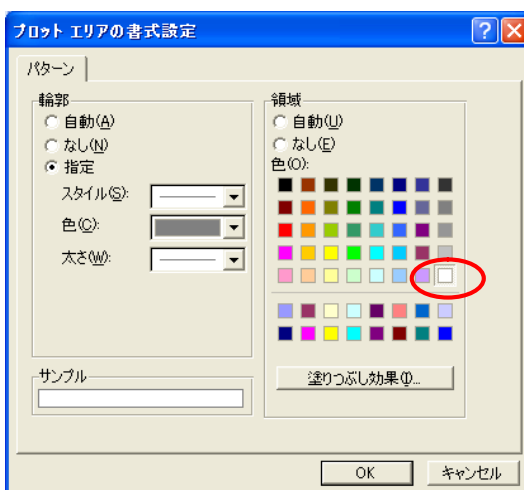 プロット エリアの書式設定
パターン
輪郭
自動(A)
なし(N)
指定
スタイル(S):
色(C):
太さ(W):
サンプル
領域
自動(U)
なし(E)
色(O):
塗りつぶし効果(I)...
OK
キャンセル